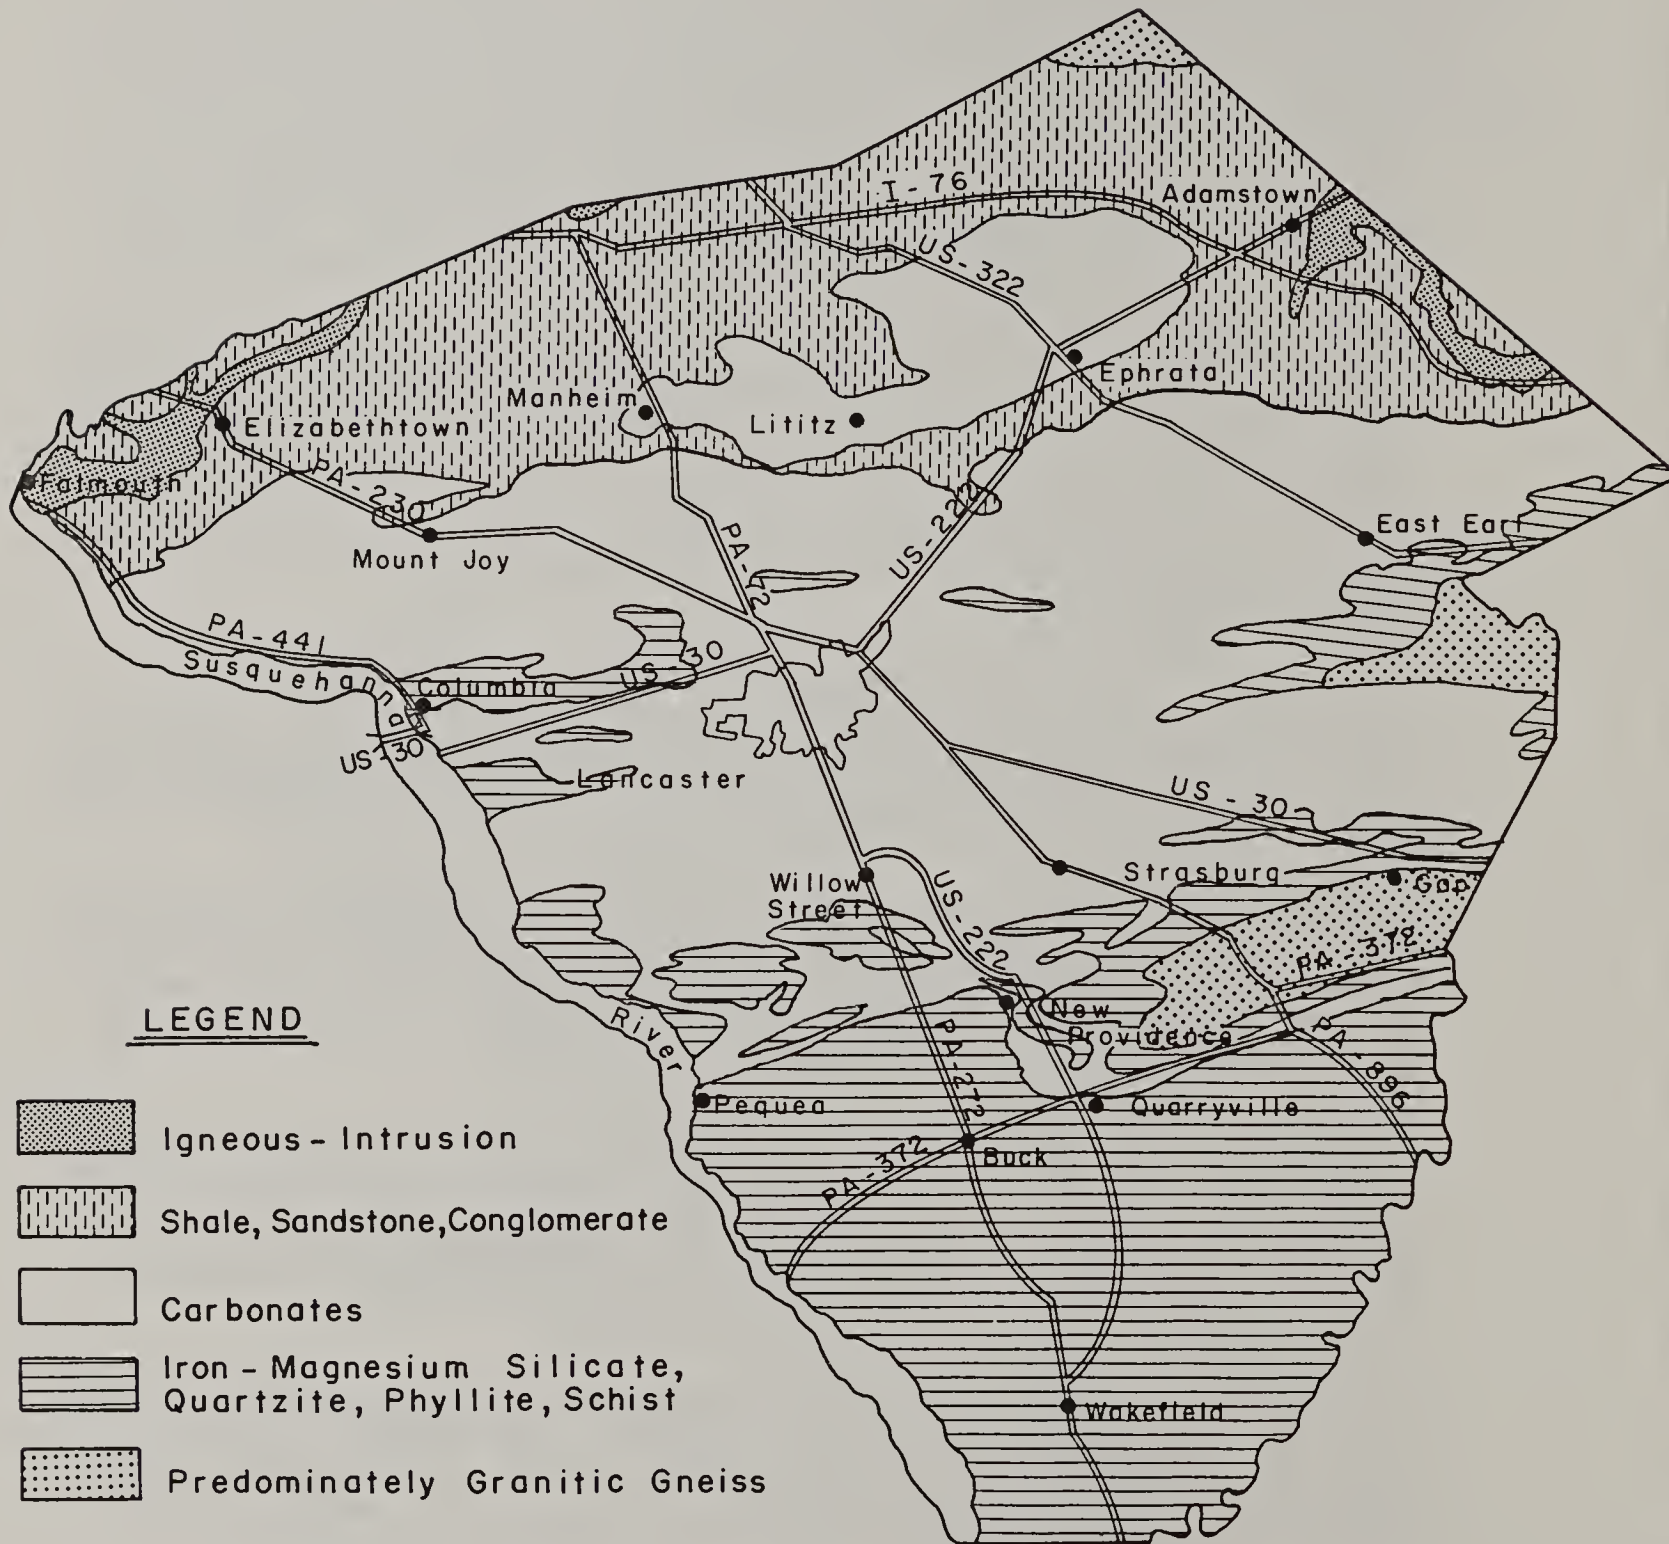 I-76
Adamstown
US-322
Ephrata
Manheim
Lititz
Elizabethtown
Falmouth
PA-230
Mount Joy
PA-72
US-222
East Earl
PA-441
Susquehanna
Columbia
US-30
US-30
Lancaster
US-30
Willow
Street
US-222
Strasburg
Gap
PA-372
New
Providence
River
PA-272
PA-896
Pequea
Quarryville
PA-372
Buck
Wakefield
LEGEND
Igneous-Intrusion
Shale, Sandstone, Conglomerate
Carbonates
Iron-Magnesium Silicate,
Quartzite, Phyllite, Schist
Predominately Granitic Gneiss